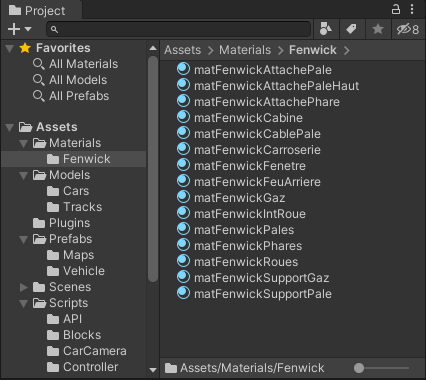 Project
8
Favorites
All Materials
All Models
All Prefabs
Assets
Materials
Fenwick
Models
Cars
Tracks
Plugins
Prefabs
Maps
Vehicle
Scenes
Scripts
API
Blocks
CarCamera
Controller
Assets > Materials > Fenwick >
matFenwickAttachePale
matFenwickAttachePaleHaut
matFenwickAttachePhare
matFenwickCabine
matFenwickCablePale
matFenwickCarroserie
matFenwickFenetre
matFenwickFeuArriere
matFenwickGaz
matFenwickIntRoue
matFenwickPales
matFenwickPhares
matFenwickRoues
matFenwickSupportGaz
matFenwickSupportPale
Assets/Materials/Fenwick